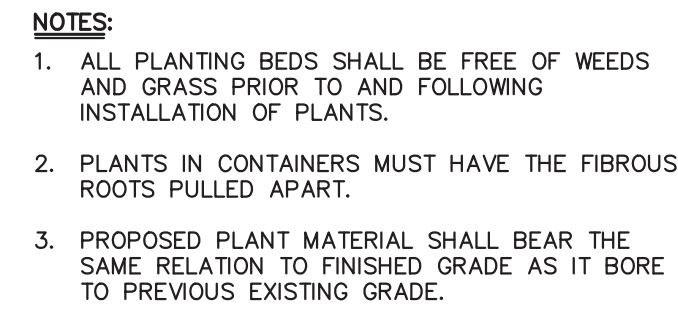 NOTES:
1. ALL PLANTING BEDS SHALL BE FREE OF WEEDS
AND GRASS PRIOR TO AND FOLLOWING
INSTALLATION OF PLANTS.
2. PLANTS IN CONTAINERS MUST HAVE THE FIBROUS
ROOTS PULLED APART.
3. PROPOSED PLANT MATERIAL SHALL BEAR THE
SAME RELATION TO FINISHED GRADE AS IT BORE
TO PREVIOUS EXISTING GRADE.